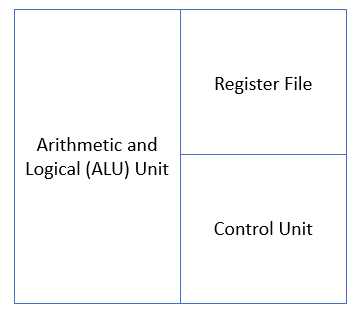 Arithmetic and
Logical (ALU) Unit
Register File
Control Unit